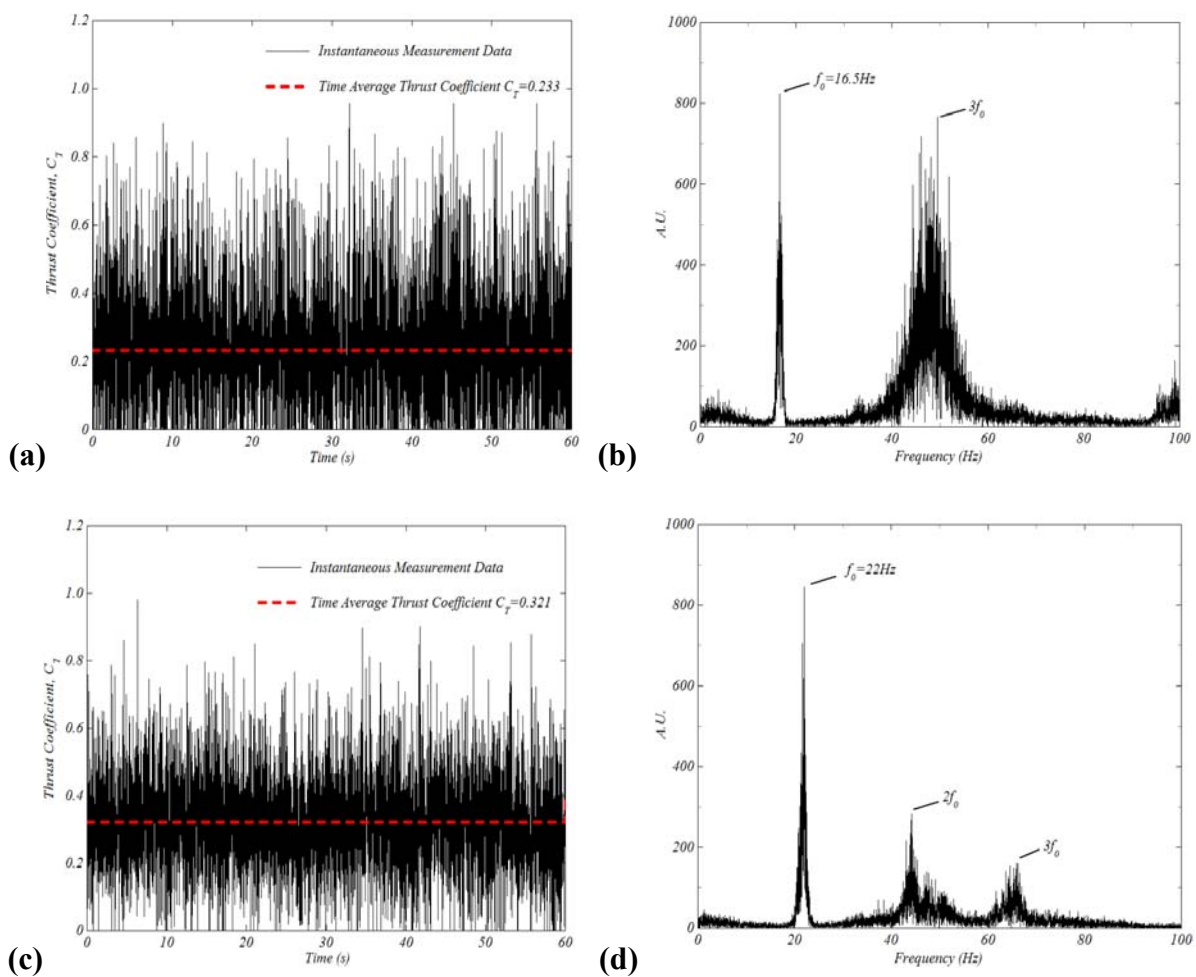 1.2
1.0
0.8
0.6
0.4
0.2
0
Thrust Coefficient, C_T
Instantaneous Measurement Data
Time Average Thrust Coefficient C_T=0.233
0 10 20 30 40 50 60
Time (s)
(a)
1000
800
600
400
200
0
A.U.
f_0=16.5Hz
3f_0
0 20 40 60 80 100
Frequency (Hz)
(b)
1.2
1.0
0.8
0.6
0.4
0.2
0
Thrust Coefficient, C_T
Instantaneous Measurement Data
Time Average Thrust Coefficient C_T=0.321
0 10 20 30 40 50 60
Time (s)
(c)
1000
800
600
400
200
0
A.U.
f_0=22Hz
2f_0
3f_0
0 20 40 60 80 100
Frequency (Hz)
(d)